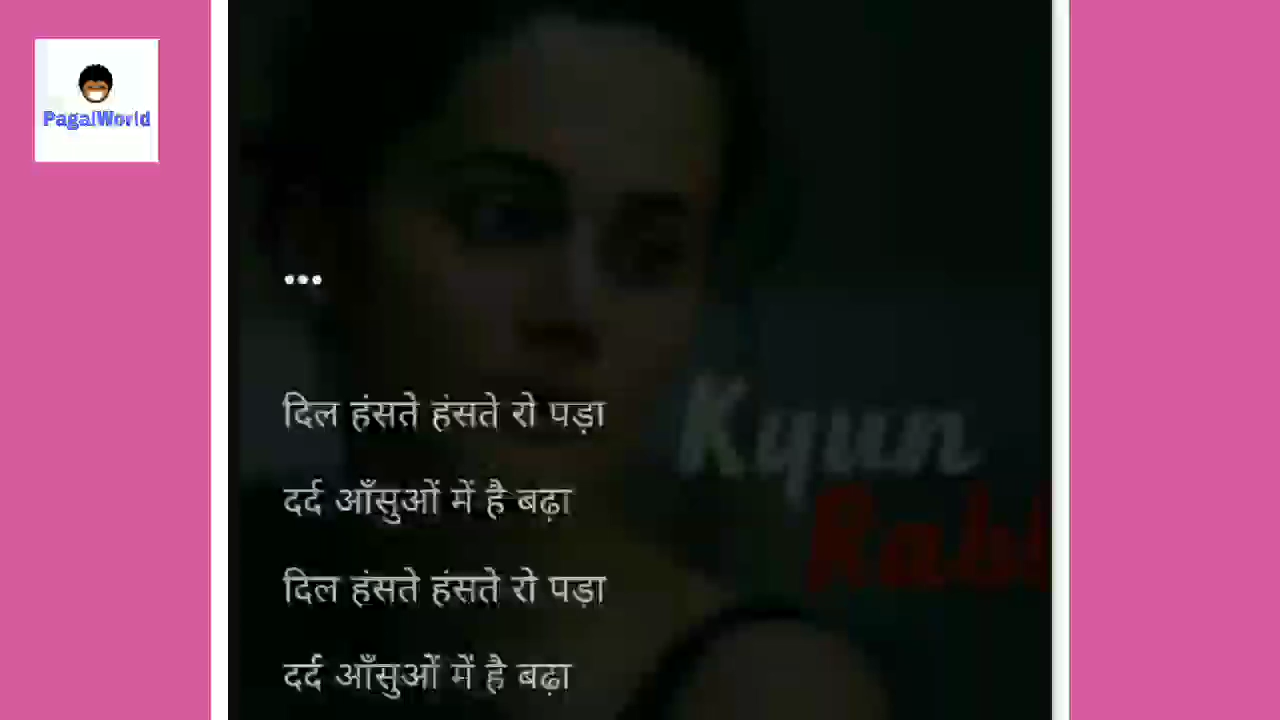 PagalWorld
•••
दिल हंसते हंसते रो पड़ा
दर्द आँसुओं में है बढ़ा
दिल हंसते हंसते रो पड़ा
दर्द आँसुओं में है बढ़ा
Kyun